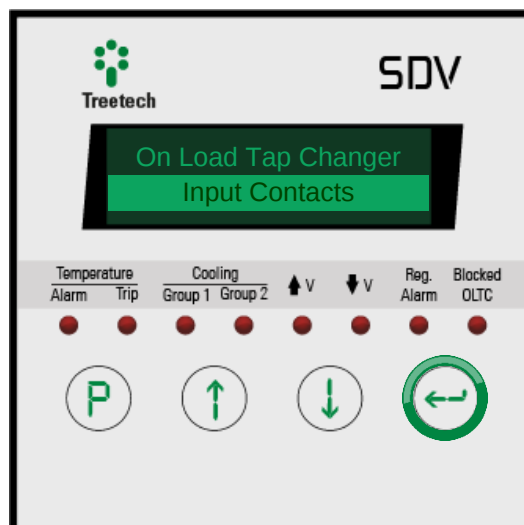 Treetech
SDV
On Load Tap Changer
Input Contacts
Temperature
Alarm Trip
Cooling
Group 1 Group 2
V
V
Reg.
Alarm
Blocked
OLTC
P